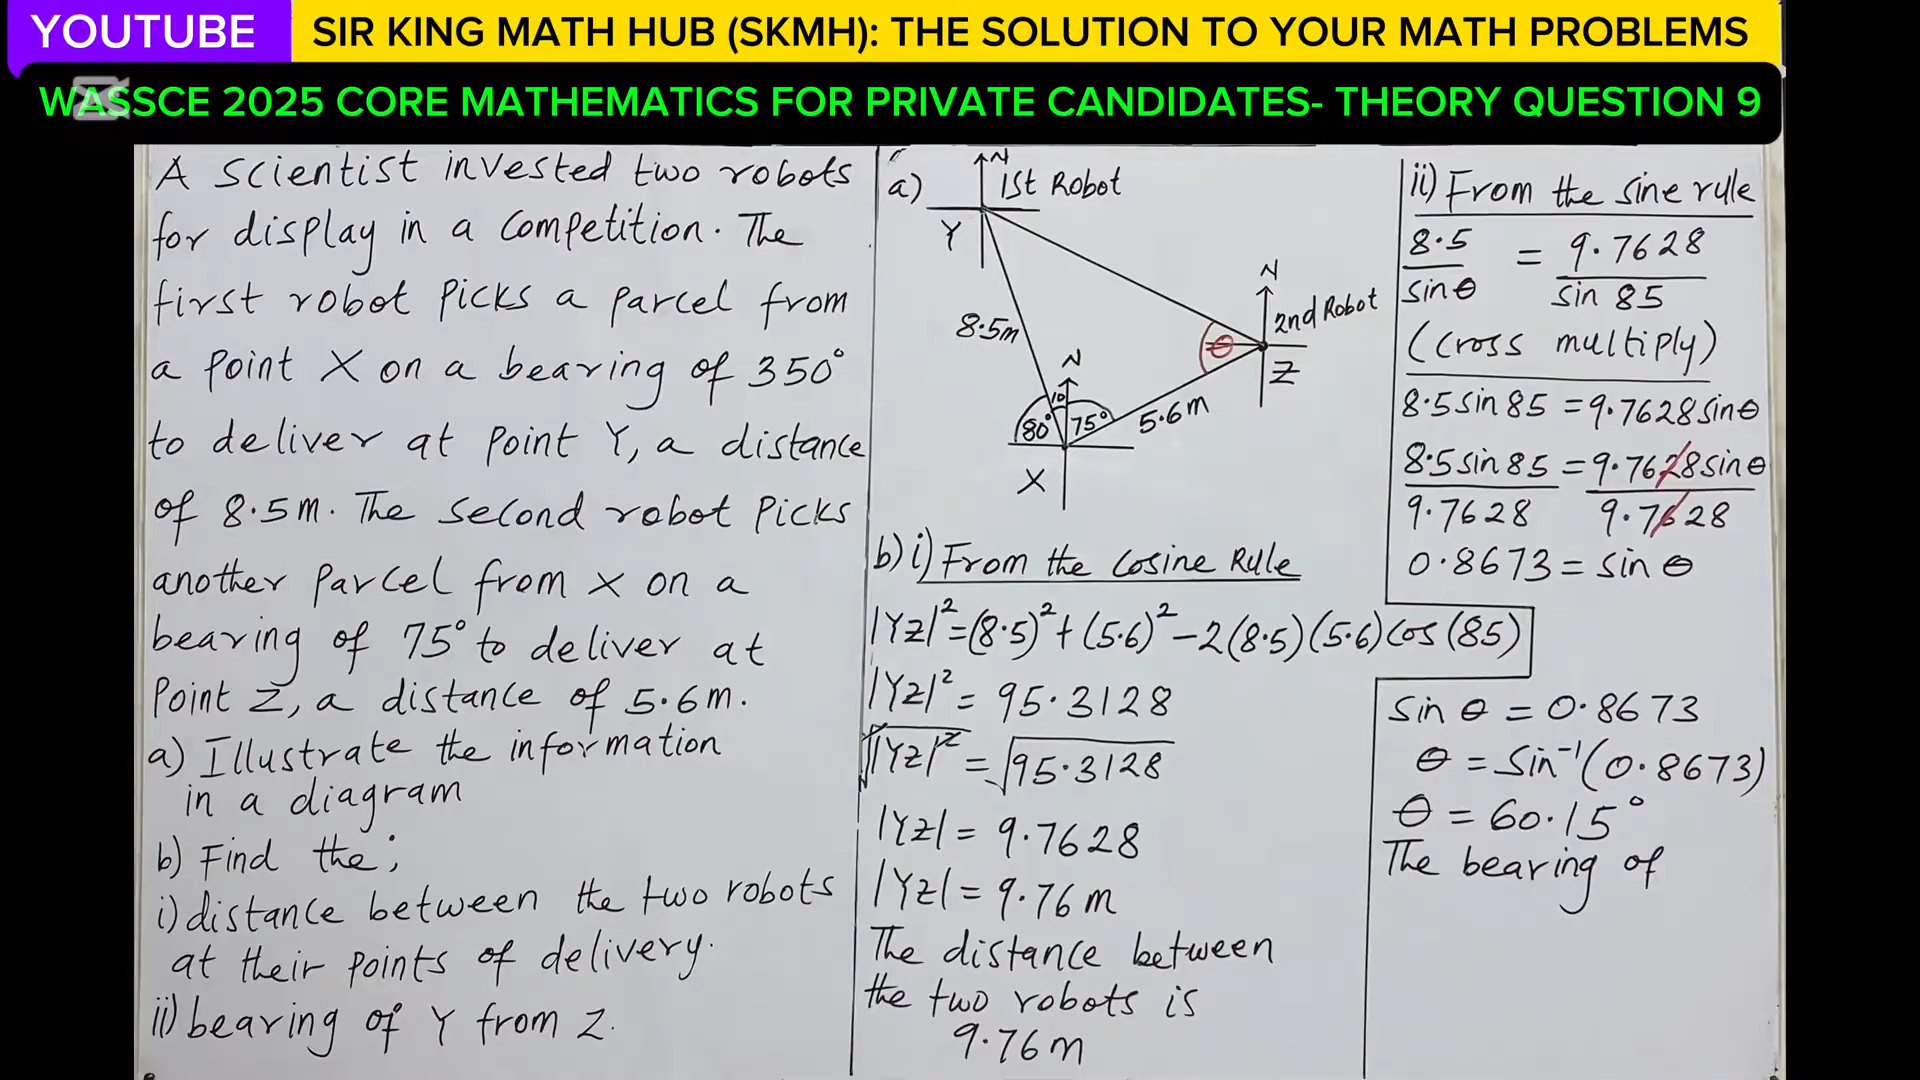 YOUTUBE
SIR KING MATH HUB (SKMH): THE SOLUTION TO YOUR MATH PROBLEMS
WASSCE 2025 CORE MATHEMATICS FOR PRIVATE CANDIDATES- THEORY QUESTION 9
A scientist invested two robots
for display in a competition. The
first robot picks a parcel from
a point X on a bearing of 350°
to deliver at point Y, a distance
of 8.5m. The second robot picks
another parcel from X on a
bearing of 75° to deliver at
point Z, a distance of 5.6m.
a) Illustrate the information
in a diagram
b) Find the;
i) distance between the two robots
at their points of delivery.
ii) bearing of Y from Z.
a)
N
1st Robot
Y
N
2nd Robot
8.5m
θ
Z
N
10
80°
75°
5.6m
X
b) i) From the Cosine Rule
|YZ|²=(8.5)²+(5.6)²-2(8.5)(5.6)cos(85)
|YZ|² = 95.3128
√|YZ|² = √95.3128
|YZ| = 9.7628
|YZ| = 9.76m
The distance between
the two robots is
9.76m
ii) From the sine rule
8.5/sinθ = 9.7628/sin 85
(cross multiply)
8.5sin85 = 9.7628sinθ
8.5sin85/9.7628 = 9.7628sinθ/9.7628
0.8673 = sin θ
sin θ = 0.8673
θ = sin⁻¹(0.8673)
θ = 60.15°
The bearing of